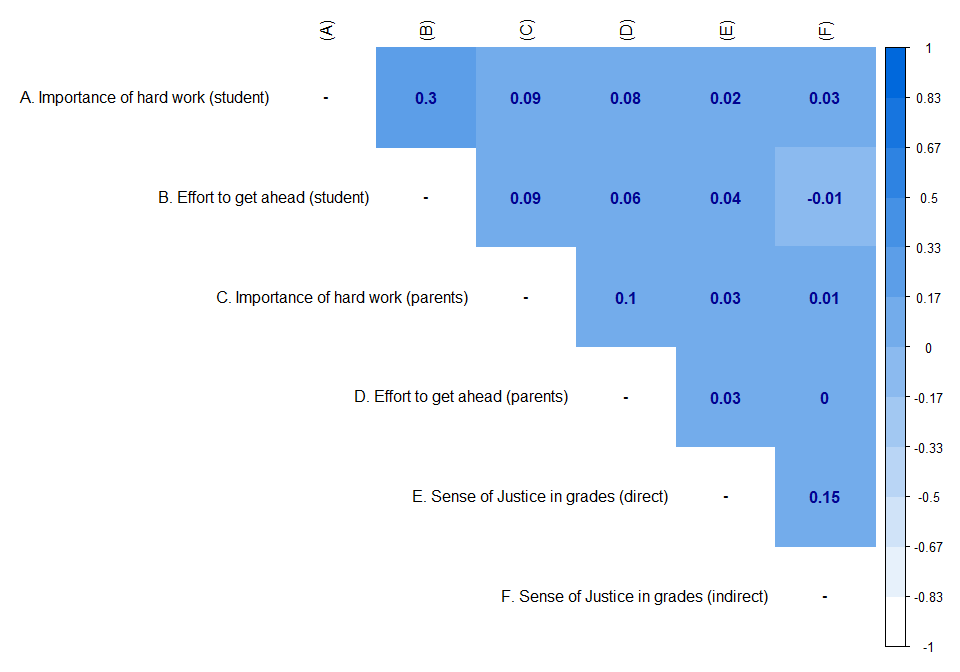 (A) (B) (C) (D) (E) (F)
A. Importance of hard work (student) - 0.3 0.09 0.08 0.02 0.03
B. Effort to get ahead (student) - 0.09 0.06 0.04 -0.01
C. Importance of hard work (parents) - 0.1 0.03 0.01
D. Effort to get ahead (parents) - 0.03 0
E. Sense of Justice in grades (direct) - 0.15
F. Sense of Justice in grades (indirect) -
1
0.83
0.67
0.5
0.33
0.17
0
-0.17
-0.33
-0.5
-0.67
-0.83
-1